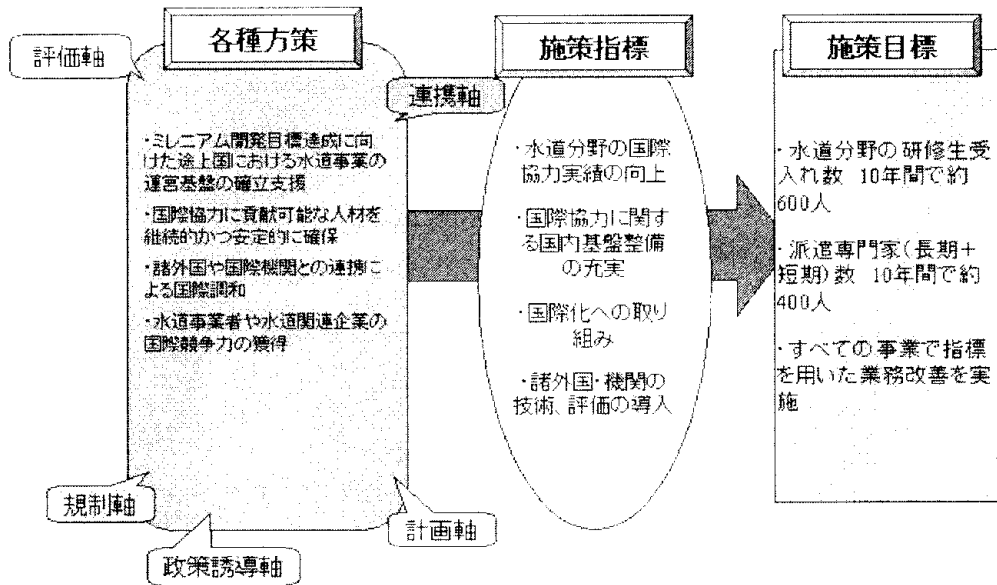 各種方策
評価軸
連携軸
・ミレニアム開発目標達成に向
けた途上国における水道事業の
運営基盤の確立支援
・国際協力に貢献可能な人材を
継続的かつ安定的に確保
・諸外国や国際機関との連携に
よる国際調和
・水道事業者や水道関連企業の
国際競争力の獲得
規制軸
政策誘導軸
計画軸
施策指標
・水道分野の国際
協力実績の向上
・国際協力に関す
る国内基盤整備
の充実
・国際化への取り
組み
・諸外国・機関の
技術、評価の導入
施策目標
・水道分野の研修生受
入れ数 10年間で約
600人
・派遣専門家(長期+
短期)数 10年間で約
400人
・すべての事業で指標
を用いた業務改善を実
施